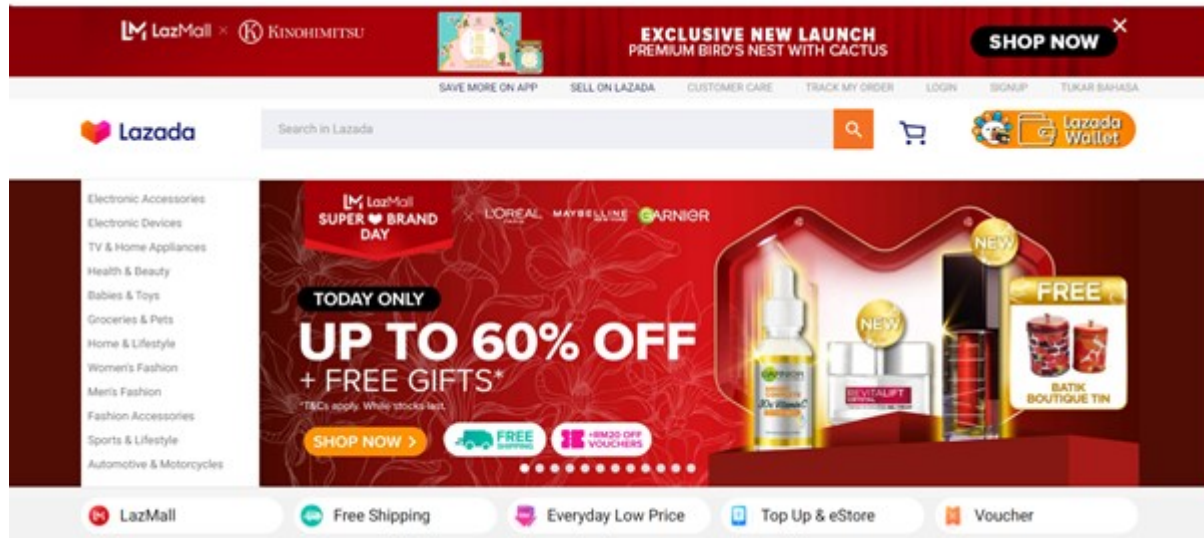 LazMall × KINOHIMITSU
EXCLUSIVE NEW LAUNCH
PREMIUM BIRD'S NEST WITH CACTUS
SHOP NOW
SAVE MORE ON APP SELL ON LAZADA CUSTOMER CARE TRACK MY ORDER LOGIN SIGNUP TUKAR BAHASA
Lazada
Search in Lazada
Lazada
Wallet
Electronic Accessories
Electronic Devices
TV & Home Appliances
Health & Beauty
Babies & Toys
Groceries & Pets
Home & Lifestyle
Women's Fashion
Men's Fashion
Fashion Accessories
Sports & Lifestyle
Automotive & Motorcycles
LazMall
SUPER BRAND
DAY
× L'ORÉAL PARIS MAYBELLINE GARNIER
TODAY ONLY
UP TO 60% OFF
+ FREE GIFTS*
*T&Cs apply. While stocks last.
SHOP NOW >
FREE
SHIPPING
+RM20 OFF
VOUCHERS
NEW
NEW
GARNIER
REVITALIFT
CRYSTAL
FREE
BATIK
BOUTIQUE TIN
LazMall
Free Shipping
Everyday Low Price
Top Up & eStore
Voucher